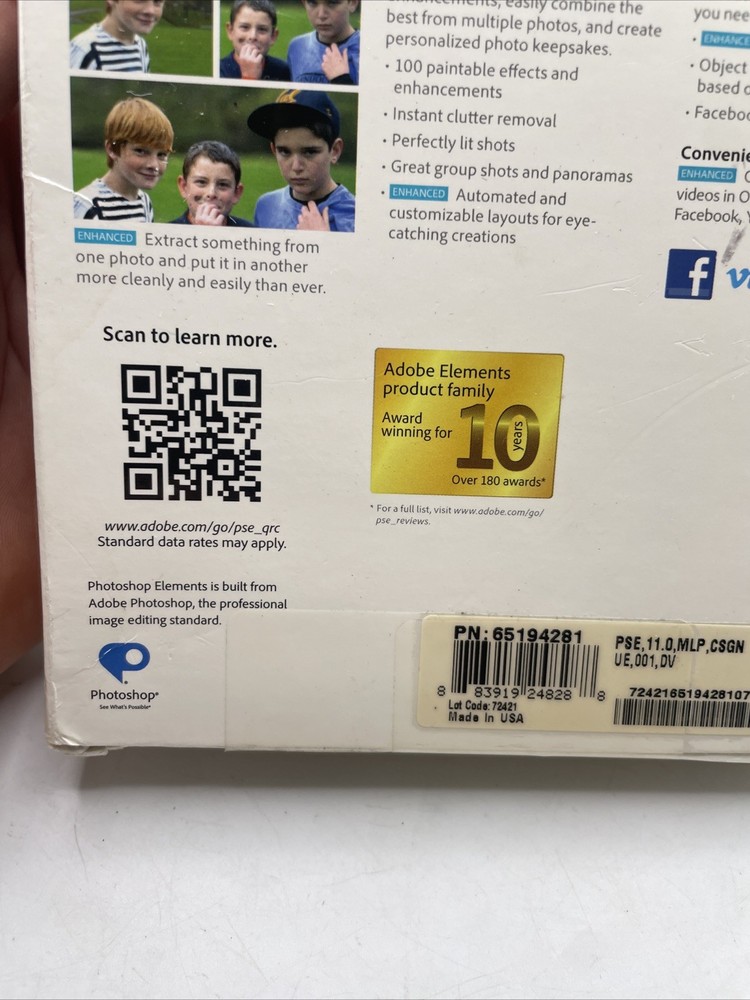 best from multiple photos, and create
personalized photo keepsakes.
• 100 paintable effects and
enhancements
• Instant clutter removal
• Perfectly lit shots
• Great group shots and panoramas
• ENHANCED Automated and
customizable layouts for eye-
catching creations
easily combine the
you
• Object
based
ENHANCED
videos in
Facebook,
f
ENHANCED Extract something from
one photo and put it in another
more cleanly and easily than ever.
Scan to learn more.
www.adobe.com/go/pse_qrc
Standard data rates may apply.
Adobe Elements
product family
Award
winning for
10
years
Over 180 awards*
* For a full list, visit www.adobe.com/go/
pse_reviews.
Photoshop Elements is built from
Adobe Photoshop, the professional
image editing standard.
Photoshop®
See What's Possible®
PN: 65194281
8 83919 24828 8
Lot Code: 72421
Made In USA
PSE,11.0,MLP,CSGN
UE,001,DV
724216519428107